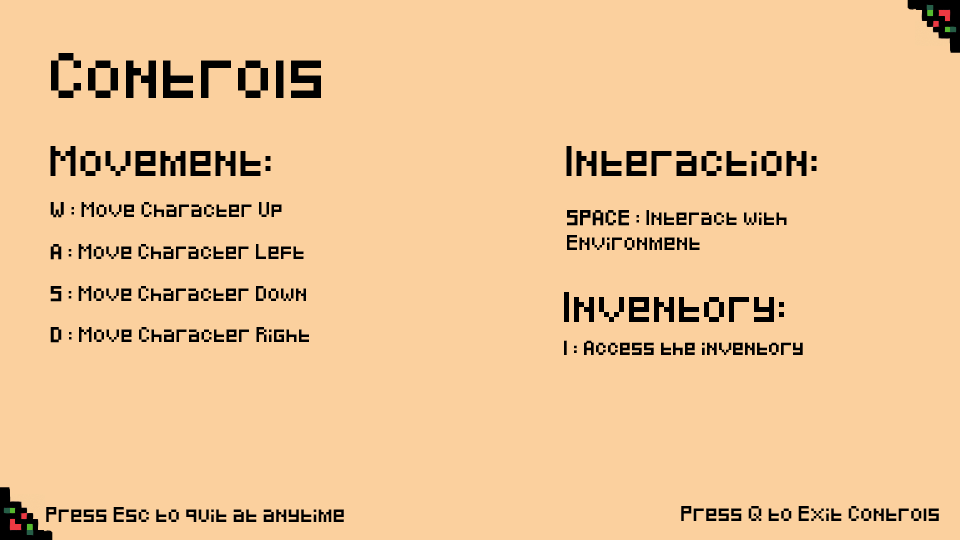 Controls
Movement:
W : Move Character Up
A : Move Character Left
S : Move Character Down
D : Move Character Right
Interaction:
SPACE : Interact with
Environment
Inventory:
I : Access the inventory
Press Esc to quit at anytime
Press Q to Exit Controls